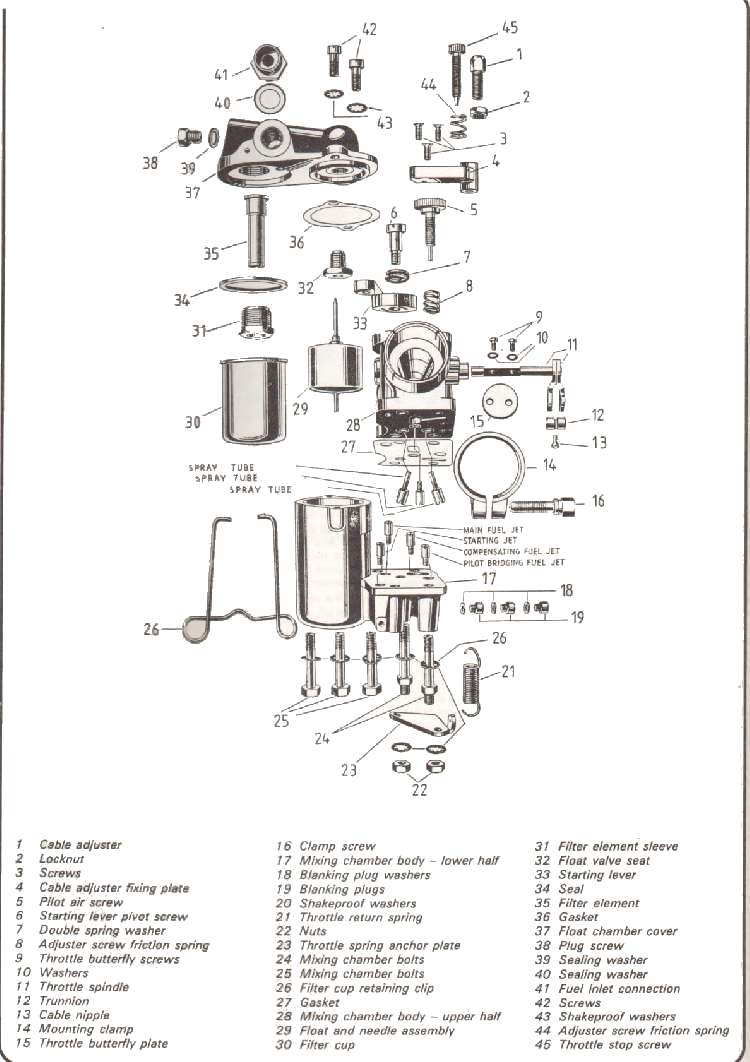 45
42
1
41
44
40
2
43
3
38
39
4
37
6
5
36
35
7
32
8
34
33
9
10
11
31
29
30
28
15
12
27
13
14
SPRAY TUBE
SPRAY TUBE
SPRAY TUBE
16
MAIN FUEL JET
STARTING JET
COMPENSATING FUEL JET
PILOT BRIDGING FUEL JET
17
18
19
26
26
21
25
24
23
22
1 Cable adjuster
2 Locknut
3 Screws
4 Cable adjuster fixing plate
5 Pilot air screw
6 Starting lever pivot screw
7 Double spring washer
8 Adjuster screw friction spring
9 Throttle butterfly screws
10 Washers
11 Throttle spindle
12 Trunnion
13 Cable nipple
14 Mounting clamp
15 Throttle butterfly plate
16 Clamp screw
17 Mixing chamber body – lower half
18 Blanking plug washers
19 Blanking plugs
20 Shakeproof washers
21 Throttle return spring
22 Nuts
23 Throttle spring anchor plate
24 Mixing chamber bolts
25 Mixing chamber bolts
26 Filter cup retaining clip
27 Gasket
28 Mixing chamber body – upper half
29 Float and needle assembly
30 Filter cup
31 Filter element sleeve
32 Float valve seat
33 Starting lever
34 Seal
35 Filter element
36 Gasket
37 Float chamber cover
38 Plug screw
39 Sealing washer
40 Sealing washer
41 Fuel inlet connection
42 Screws
43 Shakeproof washers
44 Adjuster screw friction spring
45 Throttle stop screw